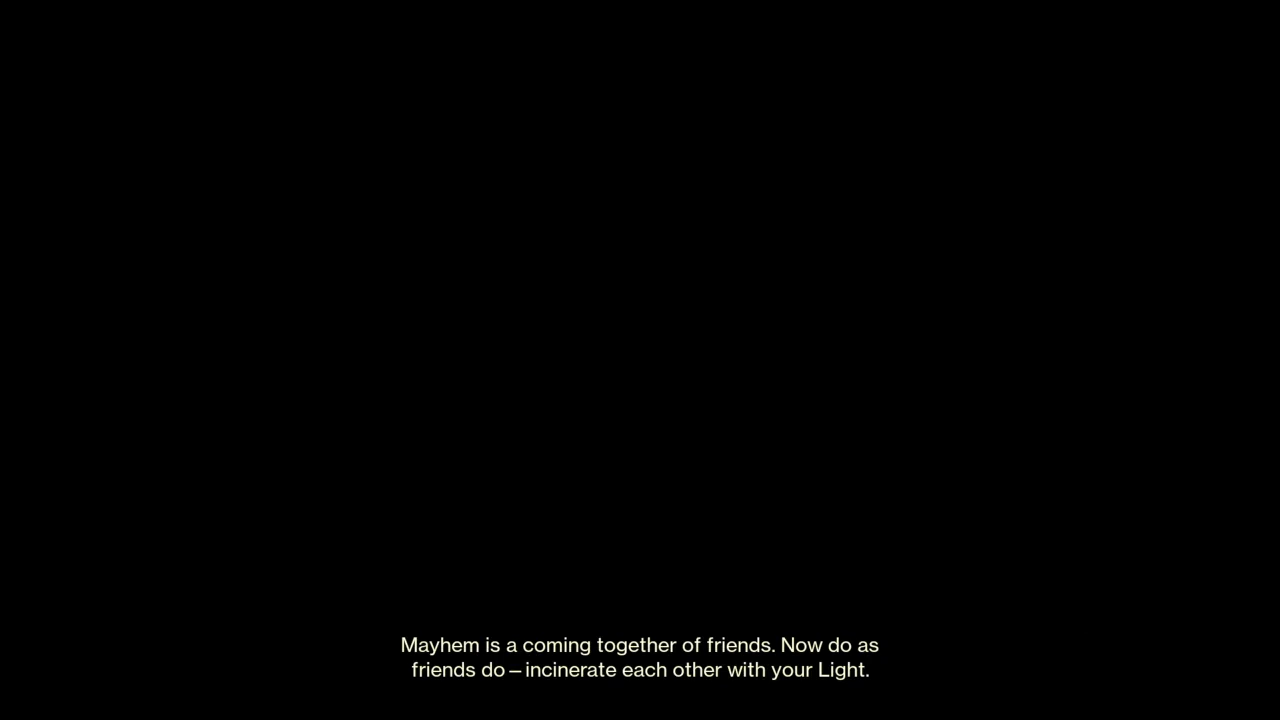 Mayhem is a coming together of friends. Now do as
friends do – incinerate each other with your Light.